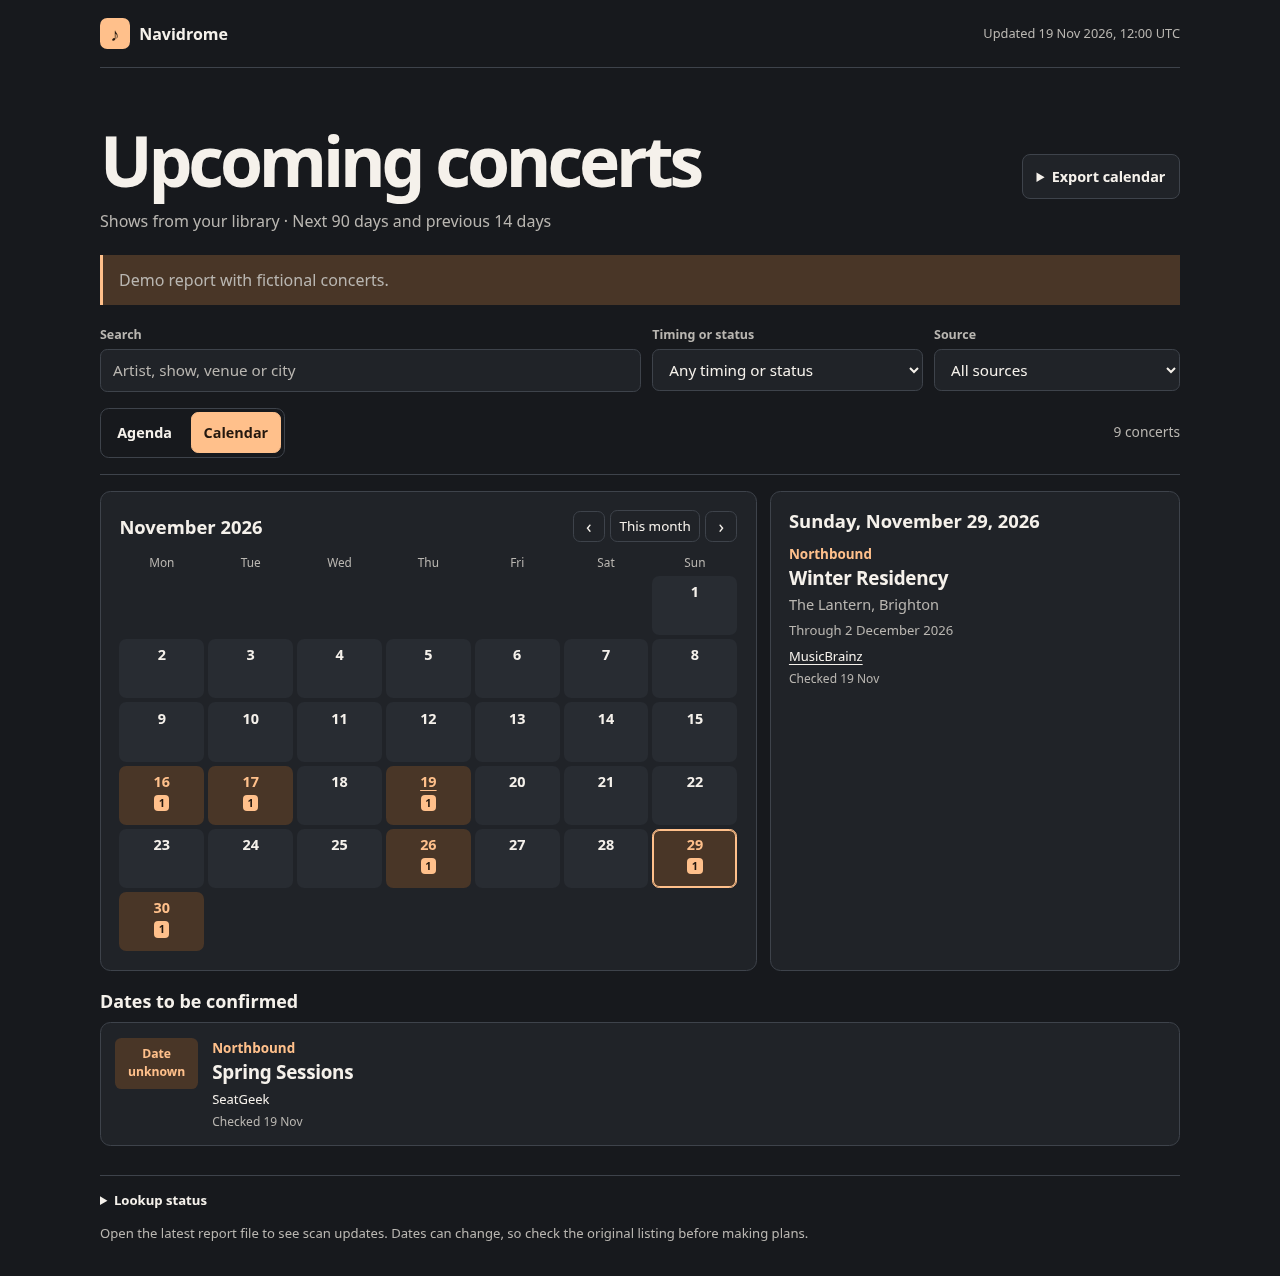 ♪ Navidrome
Updated 19 Nov 2026, 12:00 UTC
Upcoming concerts
▶ Export calendar
Shows from your library · Next 90 days and previous 14 days
Demo report with fictional concerts.
Search
Timing or status
Source
Artist, show, venue or city
Any timing or status
All sources
Agenda
Calendar
9 concerts
November 2026
‹ This month ›
Mon Tue Wed Thu Fri Sat Sun
1
2 3 4 5 6 7 8
9 10 11 12 13 14 15
16 17 18 19 20 21 22
1 1 1
23 24 25 26 27 28 29
1 1
30
1
Sunday, November 29, 2026
Northbound
Winter Residency
The Lantern, Brighton
Through 2 December 2026
MusicBrainz
Checked 19 Nov
Dates to be confirmed
Date
unknown
Northbound
Spring Sessions
SeatGeek
Checked 19 Nov
▶ Lookup status
Open the latest report file to see scan updates. Dates can change, so check the original listing before making plans.